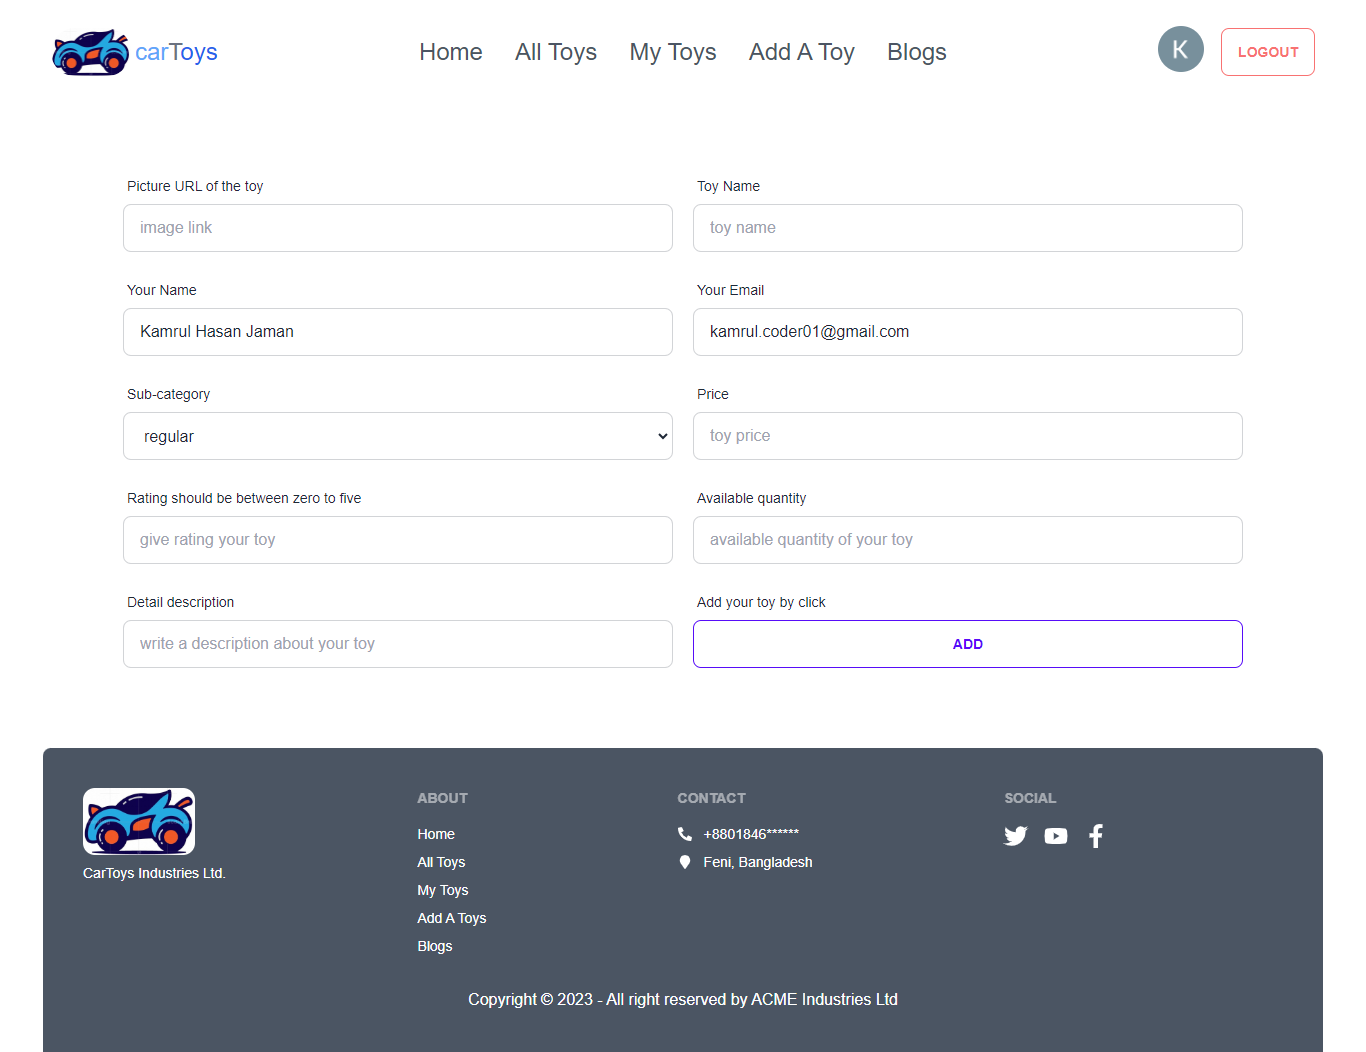 carToys
Home
All Toys
My Toys
Add A Toy
Blogs
K
LOGOUT
Picture URL of the toy
Toy Name
image link
toy name
Your Name
Your Email
Kamrul Hasan Jaman
kamrul.coder01@gmail.com
Sub-category
Price
regular
toy price
Rating should be between zero to five
Available quantity
give rating your toy
available quantity of your toy
Detail description
Add your toy by click
write a description about your toy
ADD
CarToys Industries Ltd.
ABOUT
Home
All Toys
My Toys
Add A Toys
Blogs
CONTACT
+8801846******
Feni, Bangladesh
SOCIAL
Copyright © 2023 - All right reserved by ACME Industries Ltd